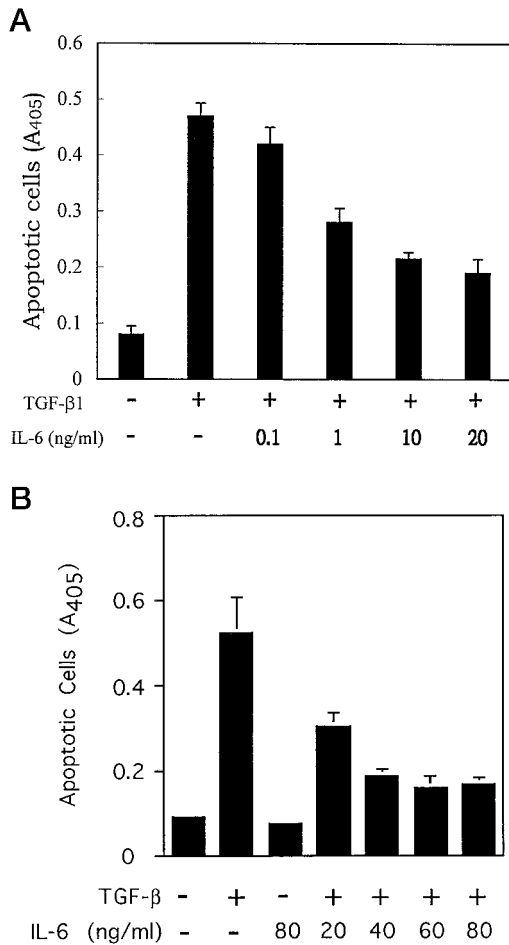 A
0.6
0.5
0.4
0.3
0.2
0.1
0
Apoptotic cells (A405)
TGF-β1 - + + + + +
IL-6 (ng/ml) - - 0.1 1 10 20
B
0.8
0.6
0.4
0.2
0
Apoptotic Cells (A405)
TGF-β - + - + + + +
IL-6 (ng/ml) - - 80 20 40 60 80